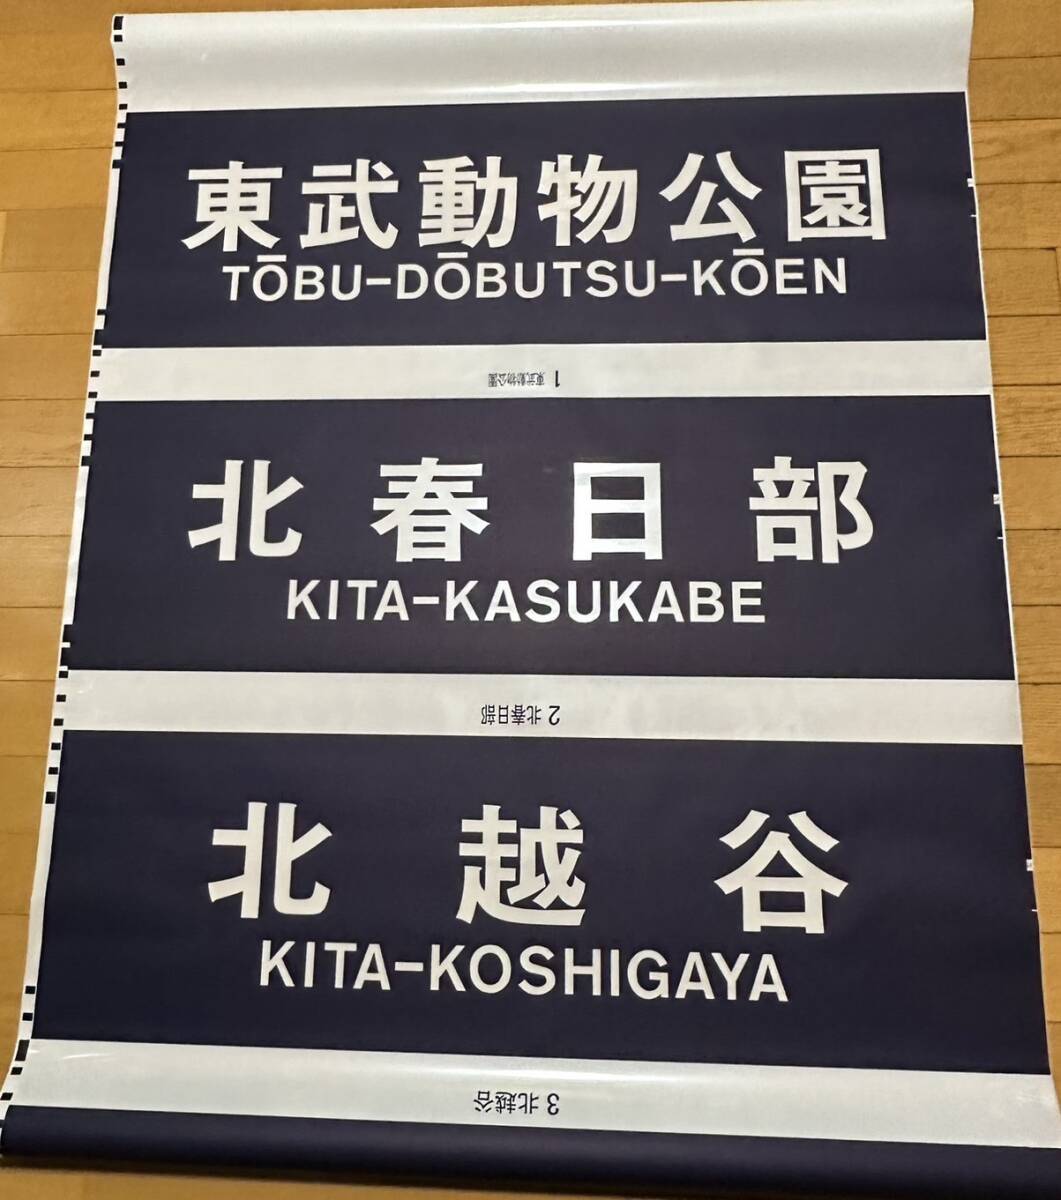 東武動物公園
TŌBU-DŌBUTSU-KŌEN
1 東武動物公園
北春日部
KITA-KASUKABE
2 北春日部
北越谷
KITA-KOSHIGAYA
3 北越谷